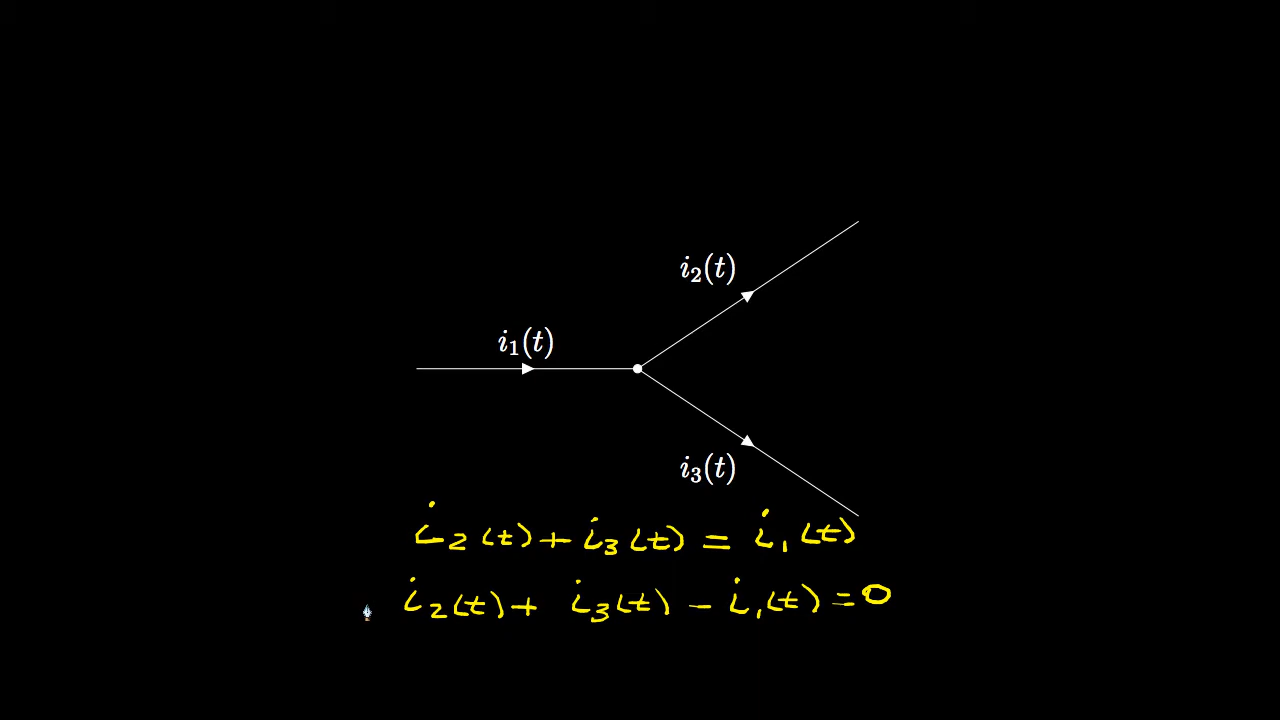 i₂(t)
i₁(t)
i₃(t)
i₂(t) + i₃(t) = i₁(t)
i₂(t) + i₃(t) - i₁(t) = 0